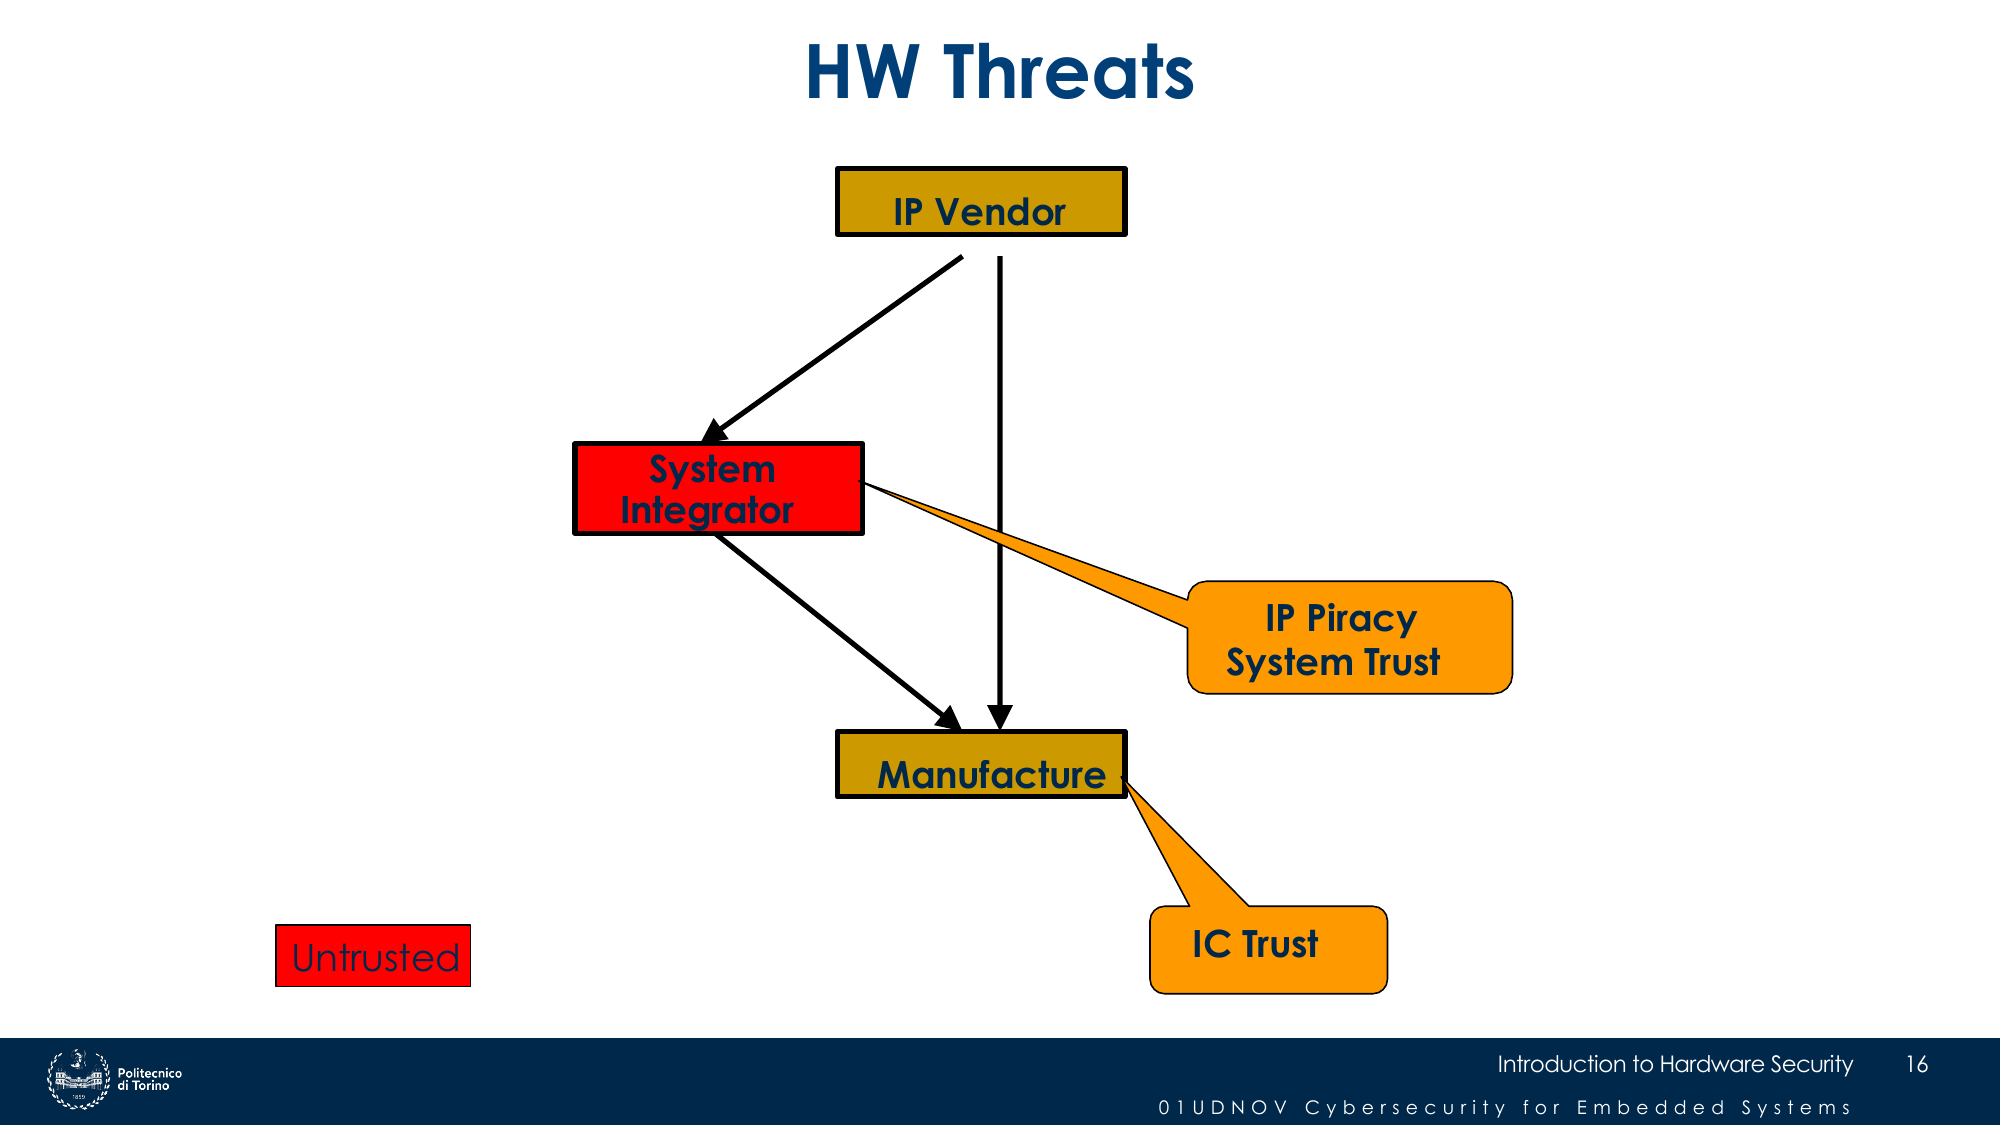 HW Threats
IP Vendor
System
Integrator
IP Piracy
System Trust
Manufacture
IC Trust
Untrusted
Politecnico
di Torino
1859
Introduction to Hardware Security
16
01UDNOV Cybersecurity for Embedded Systems